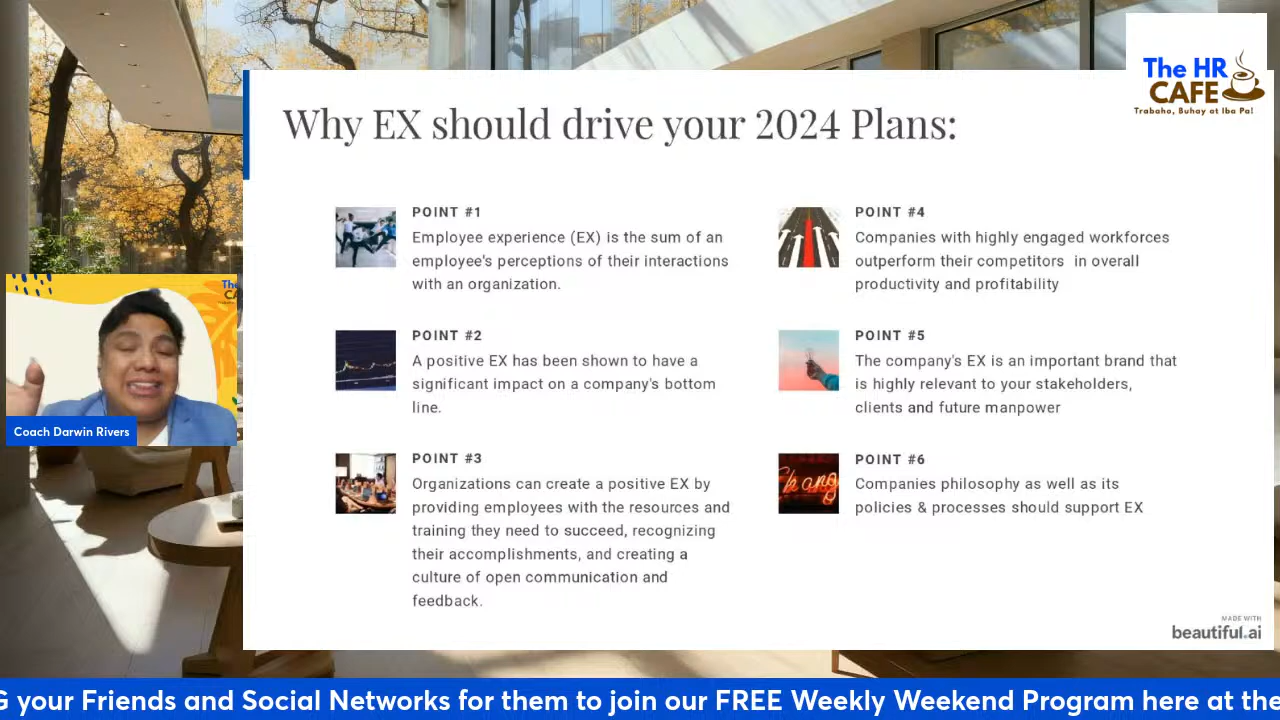 The HR
CAFE
Trabaho, Buhay at Iba Pa!
Why EX should drive your 2024 Plans:
POINT #1
Employee experience (EX) is the sum of an
employee's perceptions of their interactions
with an organization.
POINT #2
A positive EX has been shown to have a
significant impact on a company's bottom
line.
POINT #3
Organizations can create a positive EX by
providing employees with the resources and
training they need to succeed, recognizing
their accomplishments, and creating a
culture of open communication and
feedback.
POINT #4
Companies with highly engaged workforces
outperform their competitors in overall
productivity and profitability
POINT #5
The company's EX is an important brand that
is highly relevant to your stakeholders,
clients and future manpower
POINT #6
Companies philosophy as well as its
policies & processes should support EX
Chang
The
Coach Darwin Rivers
MADE WITH
beautiful.ai
G your Friends and Social Networks for them to join our FREE Weekly Weekend Program here at the